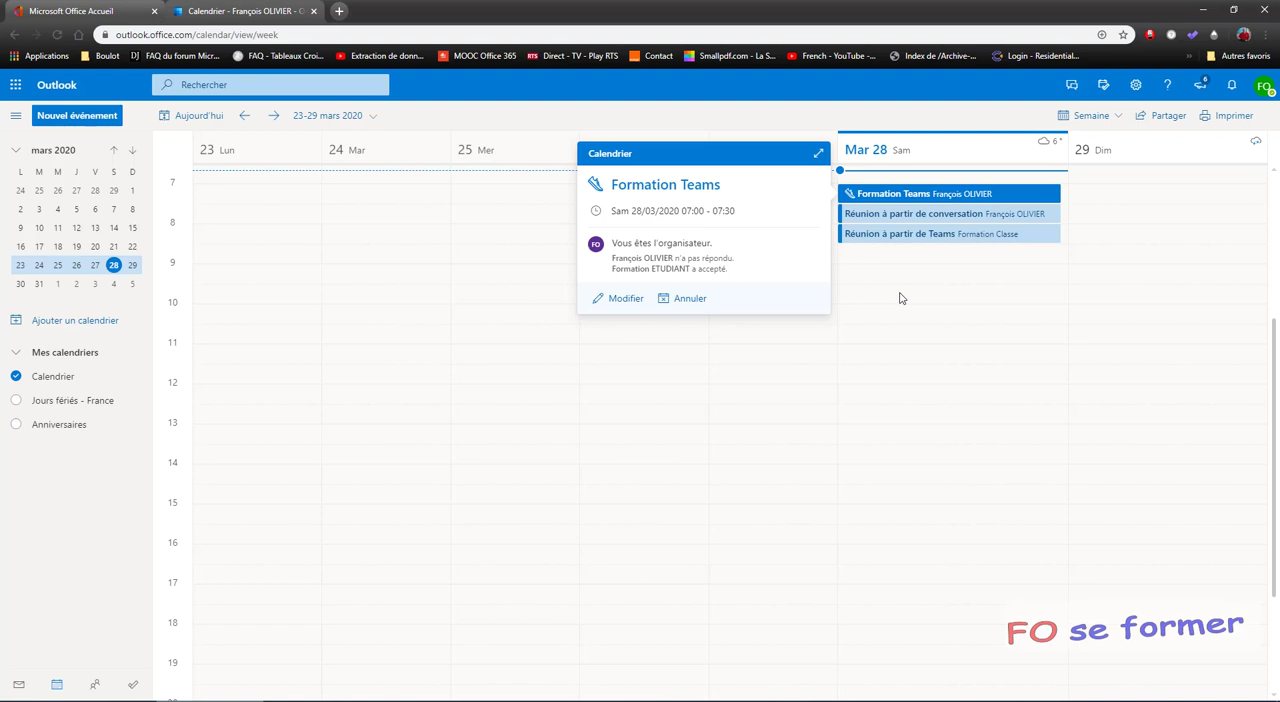 Microsoft Office Accueil
Calendrier - François OLIVIER - O
outlook.office.com/calendar/view/week
Applications
Boulot
FAQ du forum Micr...
FAQ - Tableaux Croi...
Extraction de donn...
MOOC Office 365
RTS
Direct - TV - Play RTS
Contact
Smallpdf.com - La S...
French - YouTube -...
Index de /Archive-...
Login - Residential...
Autres favoris
Outlook
Rechercher
6
FO
Nouvel événement
Aujourd'hui
23-29 mars 2020
Semaine
Partager
Imprimer
mars 2020
L M M J V S D
24 25 26 27 28 29 1
2 3 4 5 6 7 8
9 10 11 12 13 14 15
16 17 18 19 20 21 22
23 24 25 26 27 28 29
30 31 1 2 3 4 5
Ajouter un calendrier
Mes calendriers
Calendrier
Jours fériés - France
Anniversaires
23 Lun
24 Mar
25 Mer
Mar 28 Sam
6°
29 Dim
7
8
9
10
11
12
13
14
15
16
17
18
19
Calendrier
Formation Teams
Sam 28/03/2020 07:00 - 07:30
FO
Vous êtes l'organisateur.
François OLIVIER n'a pas répondu.
Formation ETUDIANT a accepté.
Modifier
Annuler
Formation Teams François OLIVIER
Réunion à partir de conversation François OLIVIER
Réunion à partir de Teams Formation Classe
FO se former